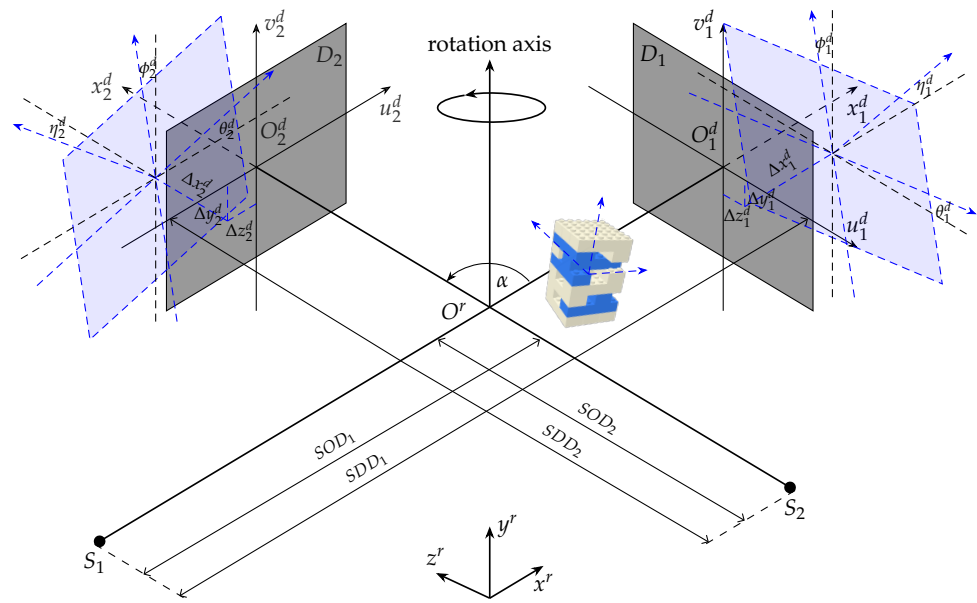 v_2^d
v_1^d
D_2
rotation axis
D_1
ϕ_2^d
ϕ_1^d
x_2^d
u_2^d
x_1^d
η_1^d
η_2^d
θ_2^d
O_2^d
O_1^d
Δx_2^d
Δx_1^d
Δy_2^d
Δy_1^d
Δz_2^d
Δz_1^d
θ_1^d
u_1^d
α
O^r
SOD_1
SOD_2
SDD_1
SDD_2
S_1
S_2
y^r
z^r
x^r